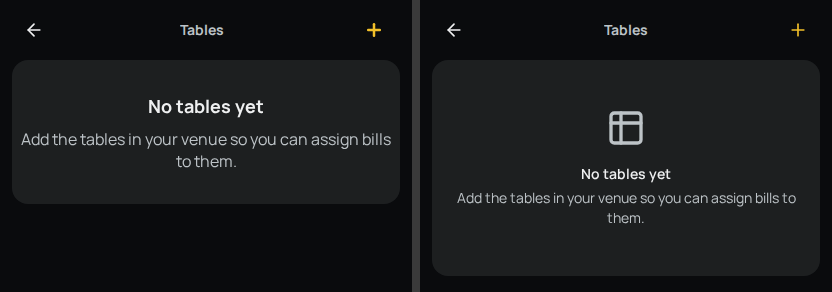 Tables
No tables yet
Add the tables in your venue so you can assign bills
to them.
Tables
No tables yet
Add the tables in your venue so you can assign bills to
them.